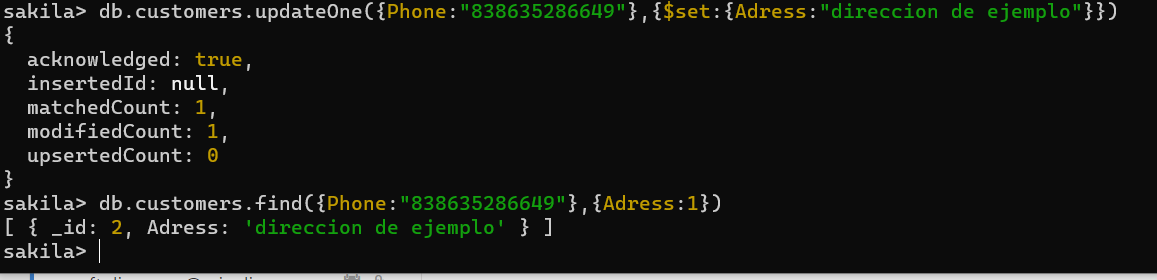 sakila> db.customers.updateOne({Phone:"838635286649"},{$set:{Adress:"direccion de ejemplo"}})
{
  acknowledged: true,
  insertedId: null,
  matchedCount: 1,
  modifiedCount: 1,
  upsertedCount: 0
}
sakila> db.customers.find({Phone:"838635286649"},{Adress:1})
[ { _id: 2, Adress: 'direccion de ejemplo' } ]
sakila>